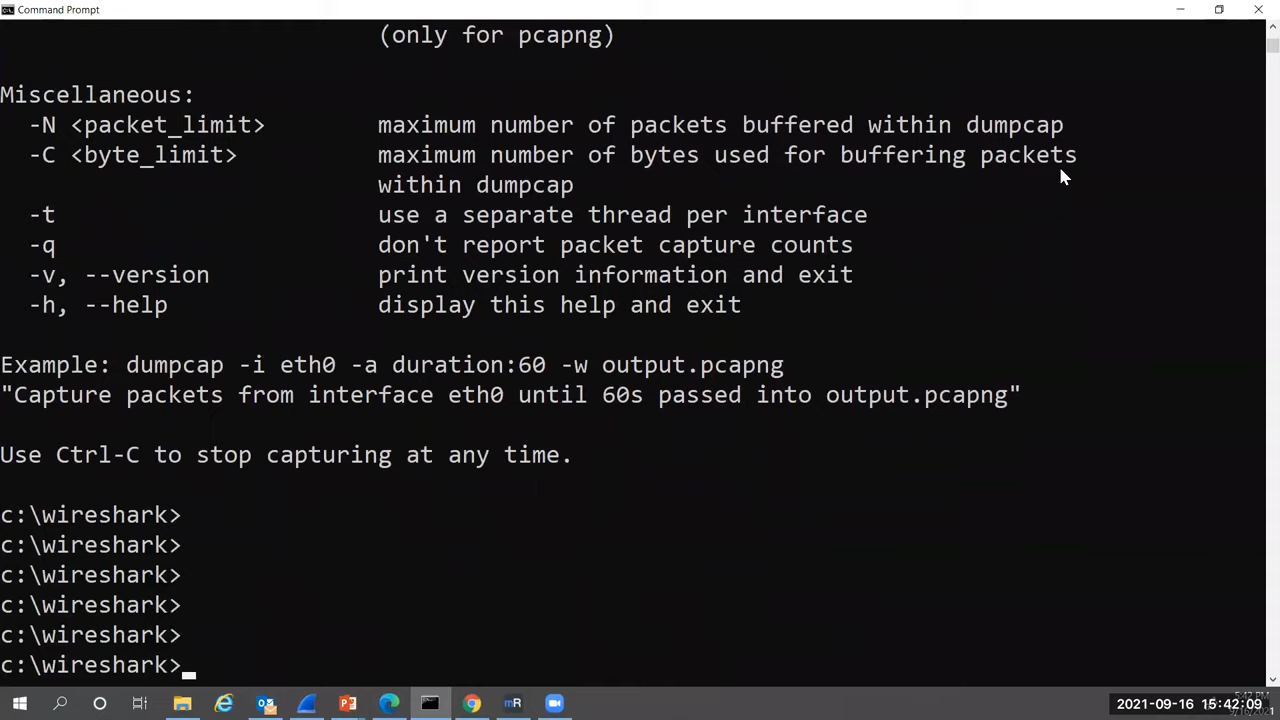 Command Prompt
(only for pcapng)
Miscellaneous:
-N <packet_limit> maximum number of packets buffered within dumpcap
-C <byte_limit> maximum number of bytes used for buffering packets
within dumpcap
-t use a separate thread per interface
-q don't report packet capture counts
-v, --version print version information and exit
-h, --help display this help and exit
Example: dumpcap -i eth0 -a duration:60 -w output.pcapng
"Capture packets from interface eth0 until 60s passed into output.pcapng"
Use Ctrl-C to stop capturing at any time.
c:\wireshark>
c:\wireshark>
c:\wireshark>
c:\wireshark>
c:\wireshark>
c:\wireshark>
mR
2021-09-16 15:42:09